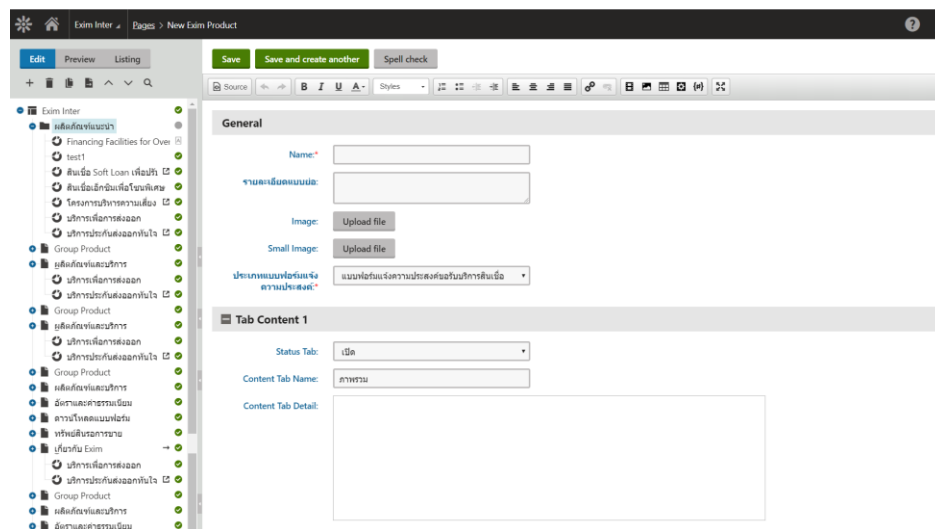 Exim Inter
Pages > New Exim Product
Edit
Preview
Listing
Save
Save and create another
Spell check
Source
B I U A
Styles
Exim Inter
ผลิตภัณฑ์แนะนำ
Financing Facilities for Over
test1
สินเชื่อ Soft Loan เพื่อปรับ
สินเชื่อเอ็กซิมเพื่อโซนพิเศษ
โครงการบริหารความเสี่ยง
บริการเพื่อการส่งออก
บริการประกันส่งออกทันใจ
Group Product
ผลิตภัณฑ์และบริการ
บริการเพื่อการส่งออก
บริการประกันส่งออกทันใจ
Group Product
ผลิตภัณฑ์และบริการ
บริการเพื่อการส่งออก
บริการประกันส่งออกทันใจ
Group Product
ผลิตภัณฑ์และบริการ
อัตราและค่าธรรมเนียม
ดาวน์โหลดแบบฟอร์ม
ทรัพย์สินรอการขาย
เกี่ยวกับ Exim
บริการเพื่อการส่งออก
บริการประกันส่งออกทันใจ
Group Product
ผลิตภัณฑ์และบริการ
อัตราและค่าธรรมเนียม
General
Name:*
รายละเอียดแบบย่อ:
Image:
Upload file
Small Image:
Upload file
ประเภทแบบฟอร์มแจ้ง
ความประสงค์:*
แบบฟอร์มแจ้งความประสงค์ขอรับบริการสินเชื่อ
Tab Content 1
Status Tab:
เปิด
Content Tab Name:
ภาพรวม
Content Tab Detail: